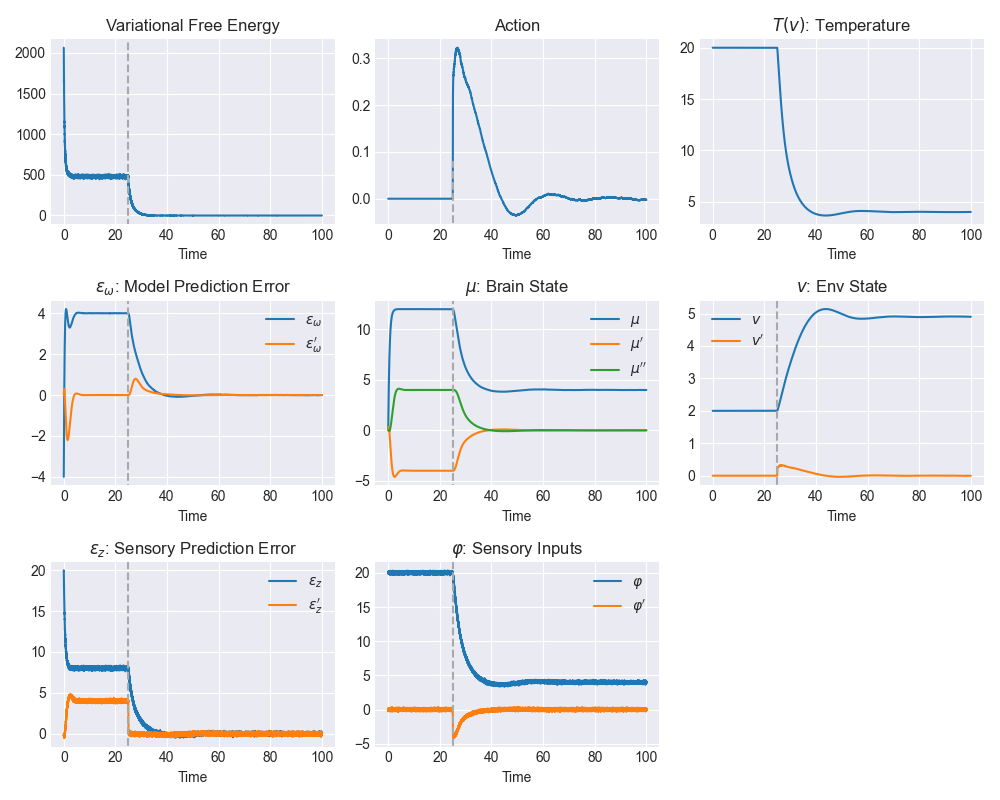 Variational Free Energy
2000
1500
1000
500
0
0 20 40 60 80 100
Time
Action
0.3
0.2
0.1
0.0
0 20 40 60 80 100
Time
T(v): Temperature
20
15
10
5
0 20 40 60 80 100
Time
ε_ω: Model Prediction Error
4
2
0
−2
−4
ε_ω
ε′_ω
0 20 40 60 80 100
Time
μ: Brain State
10
5
0
−5
μ
μ′
μ′′
0 20 40 60 80 100
Time
v: Env State
5
4
3
2
1
0
v
v′
0 20 40 60 80 100
Time
ε_z: Sensory Prediction Error
20
15
10
5
0
ε_z
ε′_z
0 20 40 60 80 100
Time
φ: Sensory Inputs
20
15
10
5
0
−5
φ
φ′
0 20 40 60 80 100
Time